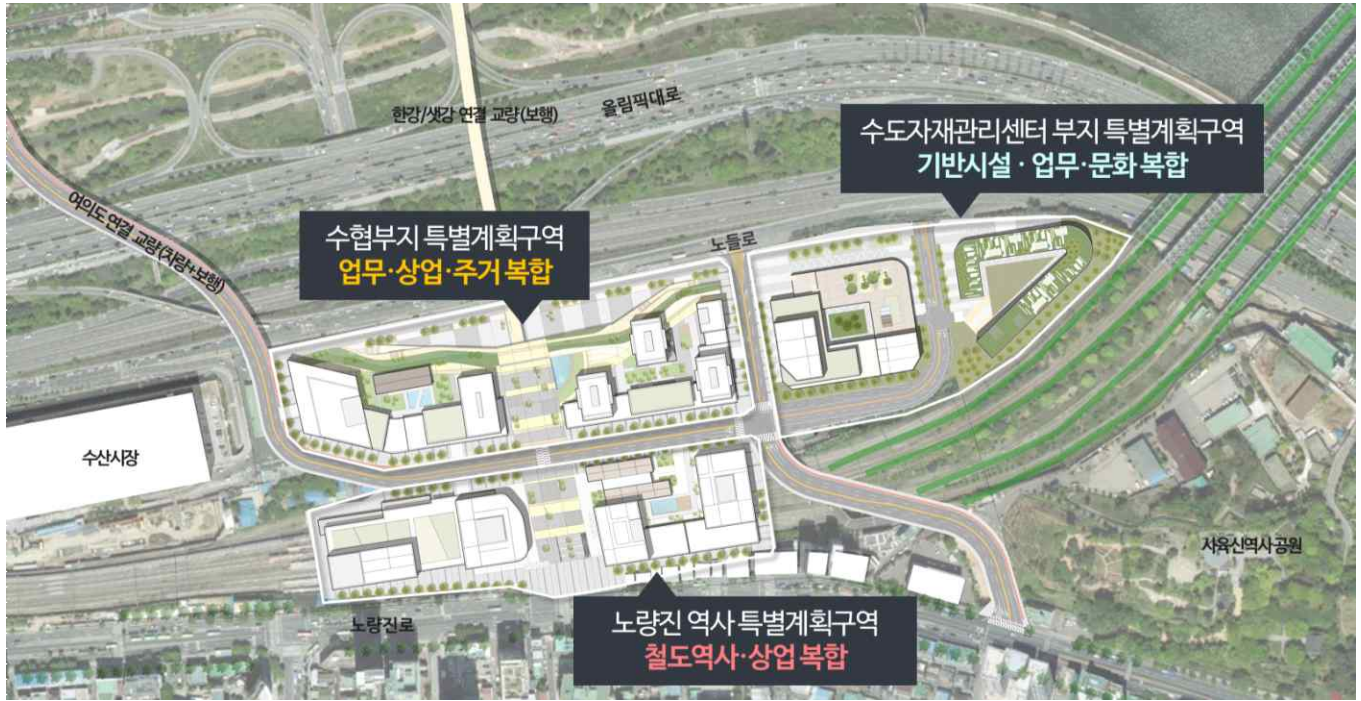 한강/샛강 연결 교량(보행)
올림픽대로
수도자재관리센터 부지 특별계획구역
기반시설 · 업무·문화 복합
여의도 연결 교량(차량+보행)
수협부지 특별계획구역
업무·상업·주거 복합
노들로
수산시장
사육신역사공원
노량진로
노량진 역사 특별계획구역
철도역사·상업 복합